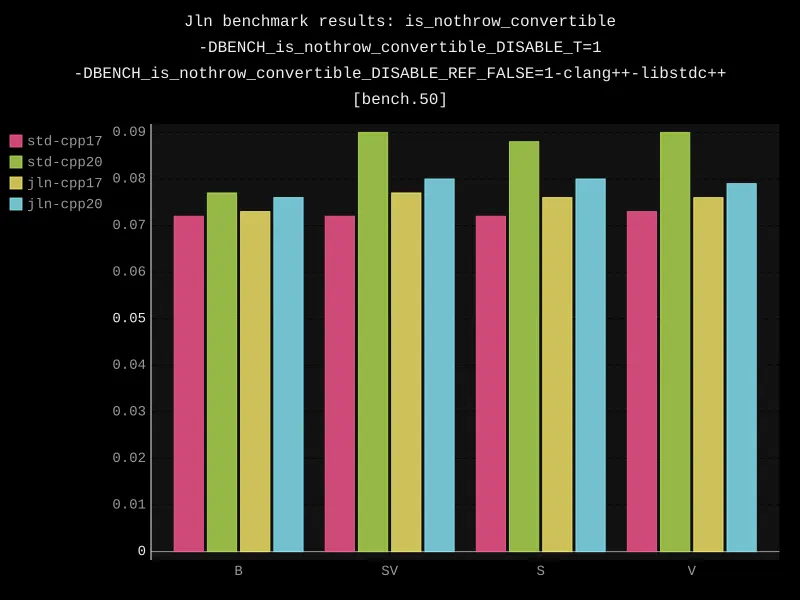 Jln benchmark results: is_nothrow_convertible
-DBENCH_is_nothrow_convertible_DISABLE_T=1
-DBENCH_is_nothrow_convertible_DISABLE_REF_FALSE=1-clang++-libstdc++
[bench.50]
std-cpp17
std-cpp20
jln-cpp17
jln-cpp20
0.09
0.08
0.07
0.06
0.05
0.04
0.03
0.02
0.01
0
B SV S V